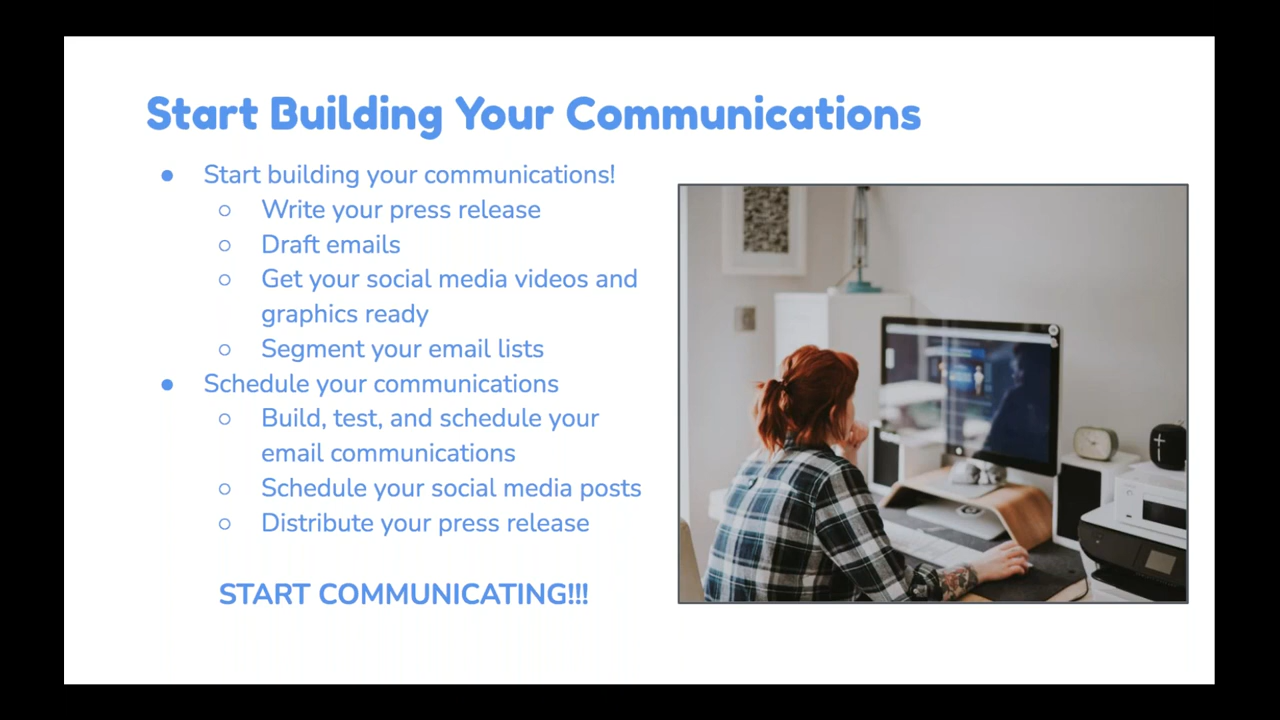 Start Building Your Communications
● Start building your communications!
○ Write your press release
○ Draft emails
○ Get your social media videos and
graphics ready
○ Segment your email lists
● Schedule your communications
○ Build, test, and schedule your
email communications
○ Schedule your social media posts
○ Distribute your press release
START COMMUNICATING!!!